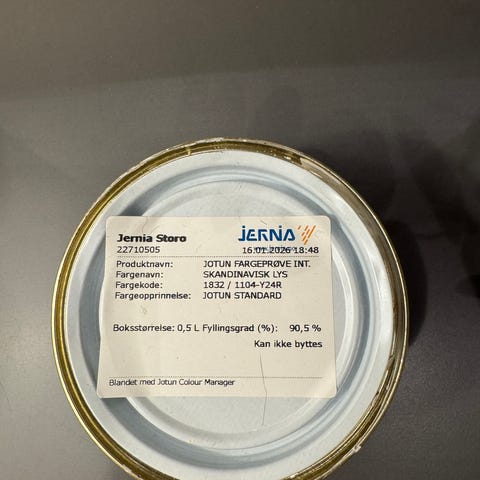 Jernia Storo
JERNIA
22710505
16.01.2026 18:48
Produktnavn: JOTUN FARGEPRØVE INT.
Fargenavn: SKANDINAVISK LYS
Fargekode: 1832 / 1104-Y24R
Fargeopprinnelse: JOTUN STANDARD
Boksstørrelse: 0,5 L Fyllingsgrad (%): 90,5 %
Kan ikke byttes
Blandet med Jotun Colour Manager